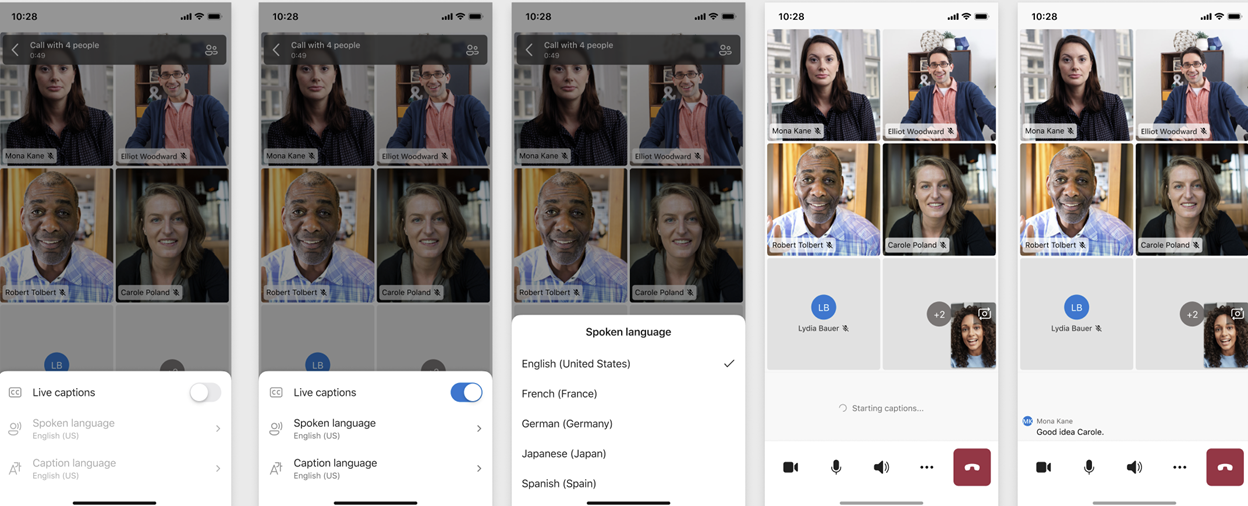 10:28
Call with 4 people
0:49
Mona Kane
Elliot Woodward
Robert Tolbert
Carole Poland
LB
CC Live captions
Spoken language
English (US)
Caption language
English (US)
10:28
Call with 4 people
0:49
Mona Kane
Elliot Woodward
Robert Tolbert
Carole Poland
LB
CC Live captions
Spoken language
English (US)
Caption language
English (US)
10:28
Call with 4 people
0:49
Mona Kane
Elliot Woodward
Robert Tolbert
Carole Poland
Spoken language
English (United States)
French (France)
German (Germany)
Japanese (Japan)
Spanish (Spain)
10:28
&
Mona Kane
Elliot Woodward
Robert Tolbert
Carole Poland
LB
Lydia Bauer
+2
Starting captions...
10:28
&
Mona Kane
Elliot Woodward
Robert Tolbert
Carole Poland
LB
Lydia Bauer
+2
MK Mona Kane
Good idea Carole.